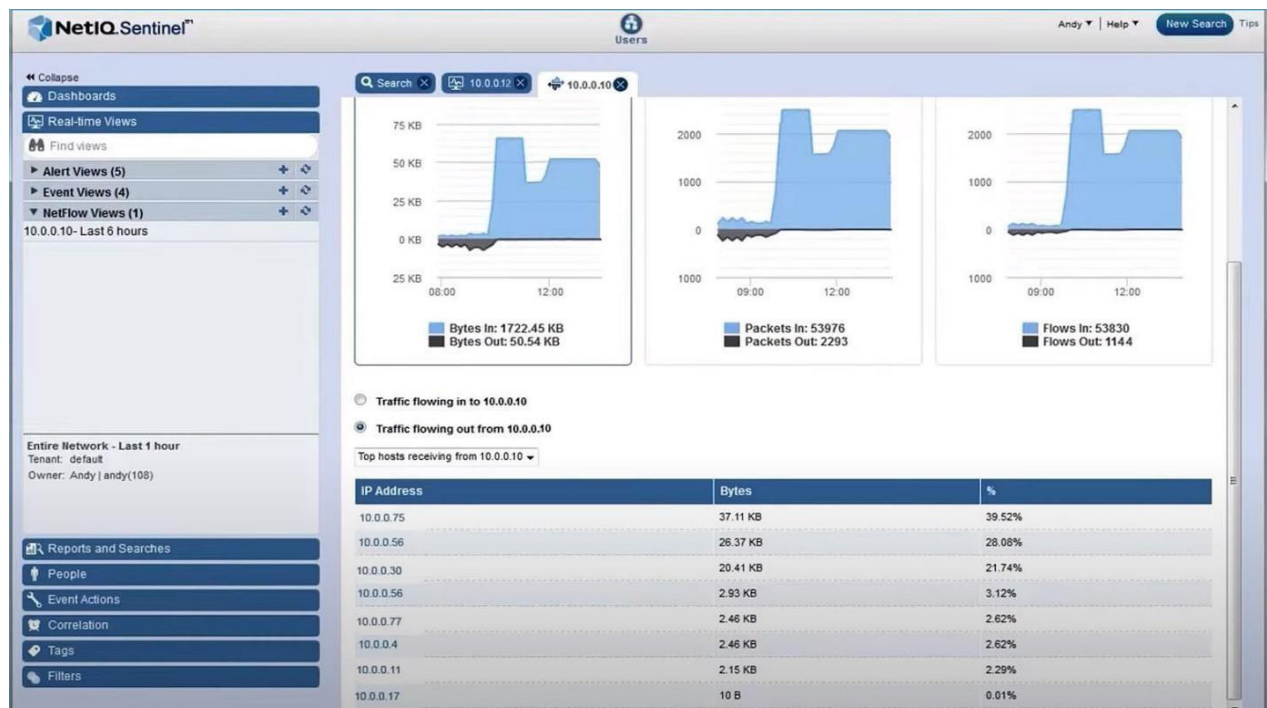 NetIQ Sentinel™
Users
Andy | Help
New Search
Tips
Collapse
Dashboards
Real-time Views
Find views
Alert Views (5)
Event Views (4)
NetFlow Views (1)
10.0.0.10- Last 6 hours
Entire Network - Last 1 hour
Tenant: default
Owner: Andy | andy(108)
Reports and Searches
People
Event Actions
Correlation
Tags
Filters
Search
10.0.0.12
10.0.0.10
75 KB
50 KB
25 KB
0 KB
25 KB
08:00 12:00
Bytes In: 1722.45 KB
Bytes Out: 50.54 KB
2000
1000
0
1000
09:00 12:00
Packets In: 53976
Packets Out: 2293
2000
1000
0
1000
09:00 12:00
Flows In: 53830
Flows Out: 1144
Traffic flowing in to 10.0.0.10
Traffic flowing out from 10.0.0.10
Top hosts receiving from 10.0.0.10
IP Address Bytes %
10.0.0.75 37.11 KB 39.52%
10.0.0.56 26.37 KB 28.08%
10.0.0.30 20.41 KB 21.74%
10.0.0.56 2.93 KB 3.12%
10.0.0.77 2.46 KB 2.62%
10.0.0.4 2.46 KB 2.62%
10.0.0.11 2.15 KB 2.29%
10.0.0.17 10 B 0.01%